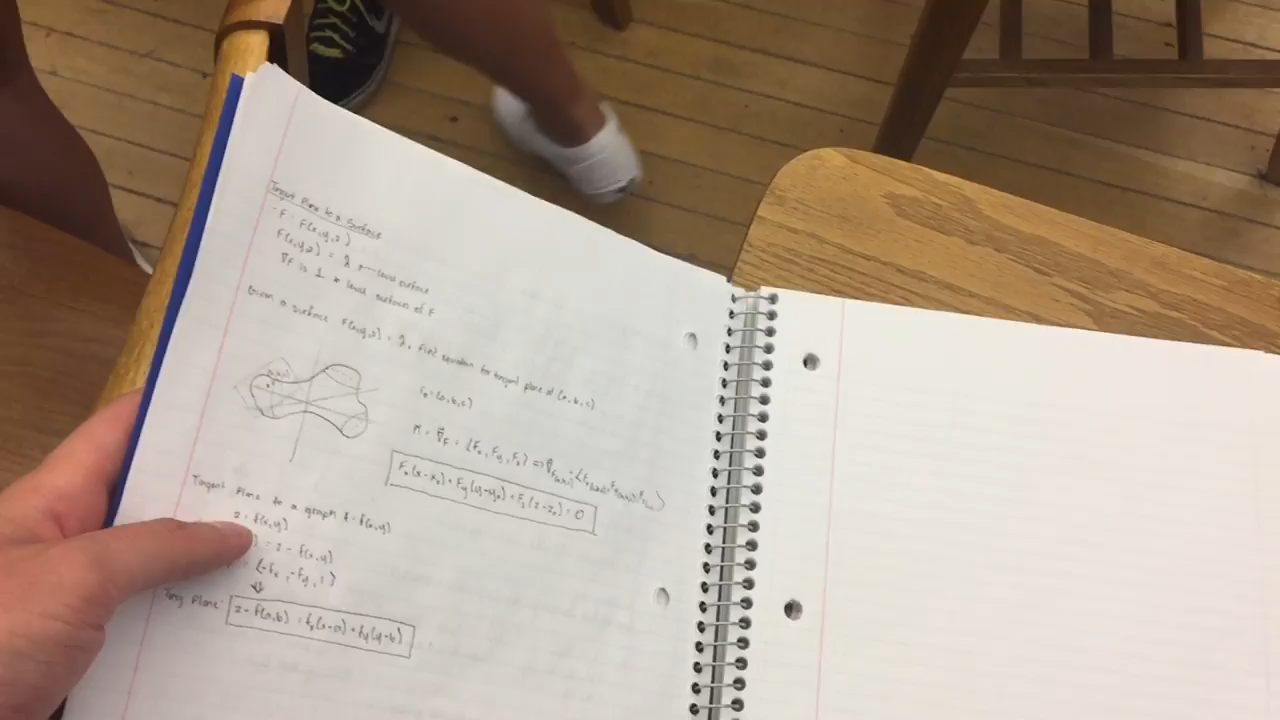 Tangent Plane to a Surface
F = F(x,y,z)
F(x,y,z) = 2 ← level surface
∇F is ⊥ to level surfaces of F
Given a surface F(x,y,z) = 2, Find equation for tangent plane at (a,b,c)
r₀ = (a,b,c)
n = ∇F = (Fx, Fy, Fz) =>
Fx(x-x₀) + Fy(y-y₀) + Fz(z-z₀) = 0
Tangent Plane to a graph f = f(x,y)
z = f(x,y)
= z - f(x,y)
(-fx, -fy, 1)
Tang Plane: z - f(a,b) = fx(x-a) + fy(y-b)